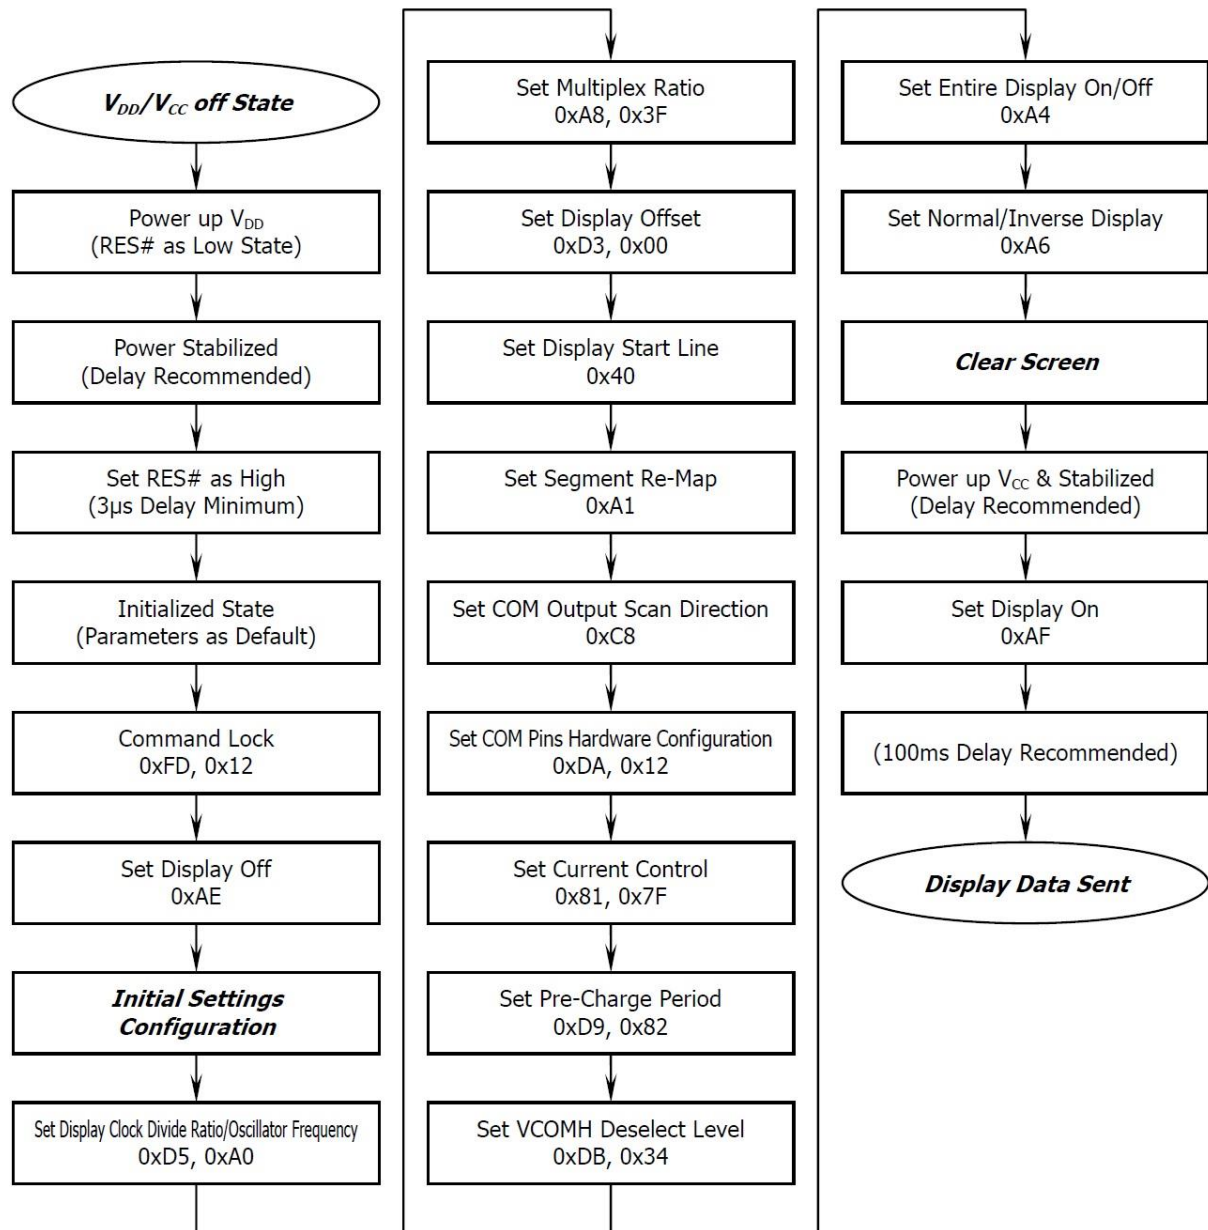 V_DD/V_CC off State
Power up V_DD
(RES# as Low State)
Power Stabilized
(Delay Recommended)
Set RES# as High
(3μs Delay Minimum)
Initialized State
(Parameters as Default)
Command Lock
0xFD, 0x12
Set Display Off
0xAE
Initial Settings
Configuration
Set Display Clock Divide Ratio/Oscillator Frequency
0xD5, 0xA0
Set Multiplex Ratio
0xA8, 0x3F
Set Display Offset
0xD3, 0x00
Set Display Start Line
0x40
Set Segment Re-Map
0xA1
Set COM Output Scan Direction
0xC8
Set COM Pins Hardware Configuration
0xDA, 0x12
Set Current Control
0x81, 0x7F
Set Pre-Charge Period
0xD9, 0x82
Set VCOMH Deselect Level
0xDB, 0x34
Set Entire Display On/Off
0xA4
Set Normal/Inverse Display
0xA6
Clear Screen
Power up V_CC & Stabilized
(Delay Recommended)
Set Display On
0xAF
(100ms Delay Recommended)
Display Data Sent